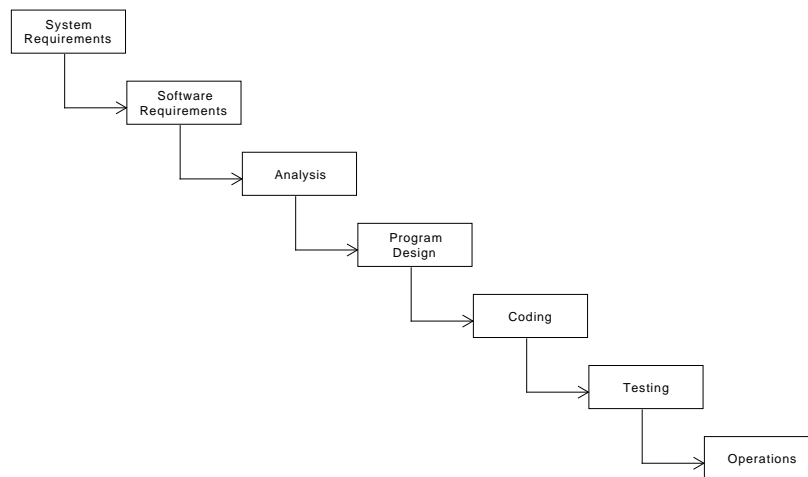 System
Requirements
Software
Requirements
Analysis
Program
Design
Coding
Testing
Operations